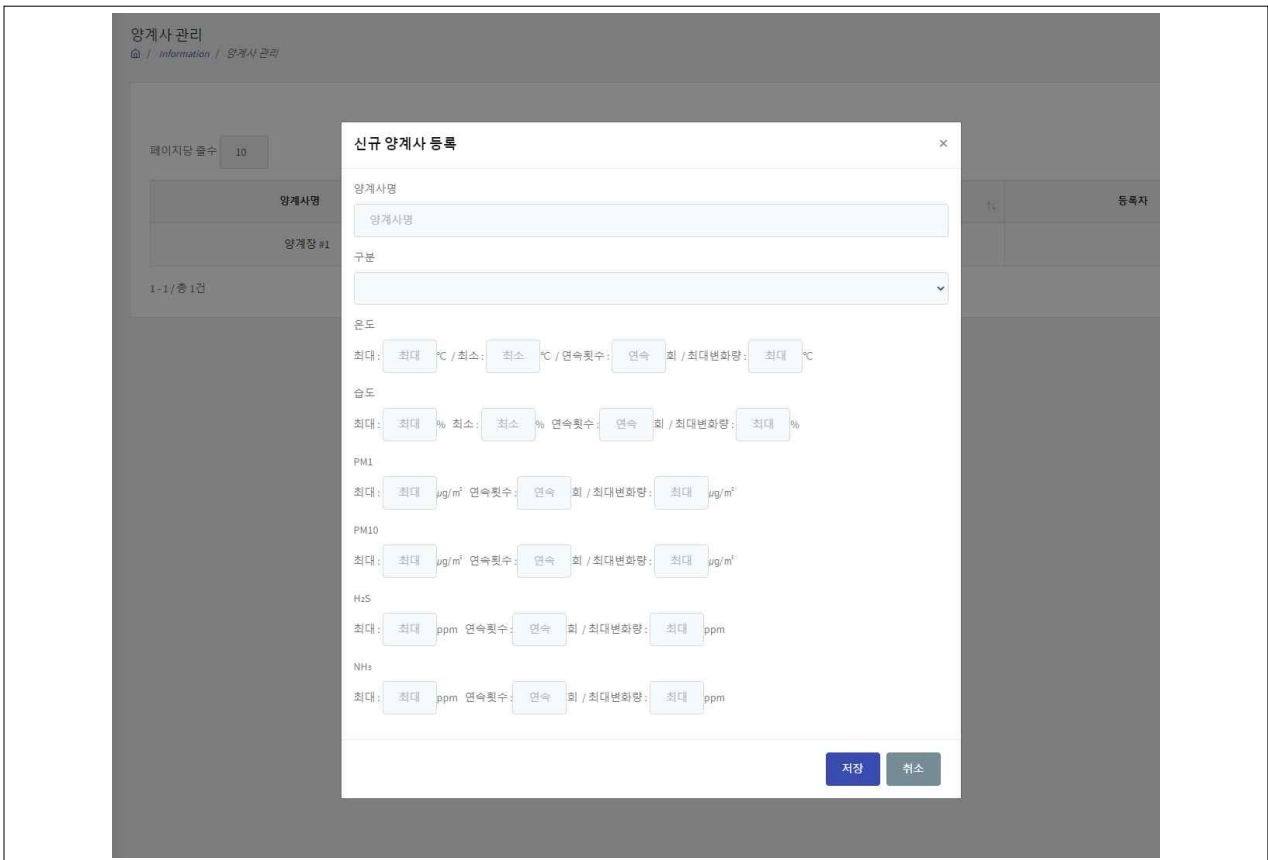 양계사 관리
/ Information / 양계사 관리
페이지당 줄수 10
양계사명 등록자
양계장 #1
1 - 1 / 총 1건
신규 양계사 등록 ×
양계사명
양계사명
구분
온도
최대 : 최대 ℃ / 최소 : 최소 ℃ / 연속횟수 : 연속 회 / 최대변화량 : 최대 ℃
습도
최대 : 최대 % 최소 : 최소 % 연속횟수 : 연속 회 / 최대변화량 : 최대 %
PM1
최대 : 최대 μg/m² 연속횟수 : 연속 회 / 최대변화량 : 최대 μg/m²
PM10
최대 : 최대 μg/m² 연속횟수 : 연속 회 / 최대변화량 : 최대 μg/m²
H₂S
최대 : 최대 ppm 연속횟수 : 연속 회 / 최대변화량 : 최대 ppm
NH₃
최대 : 최대 ppm 연속횟수 : 연속 회 / 최대변화량 : 최대 ppm
저장 취소